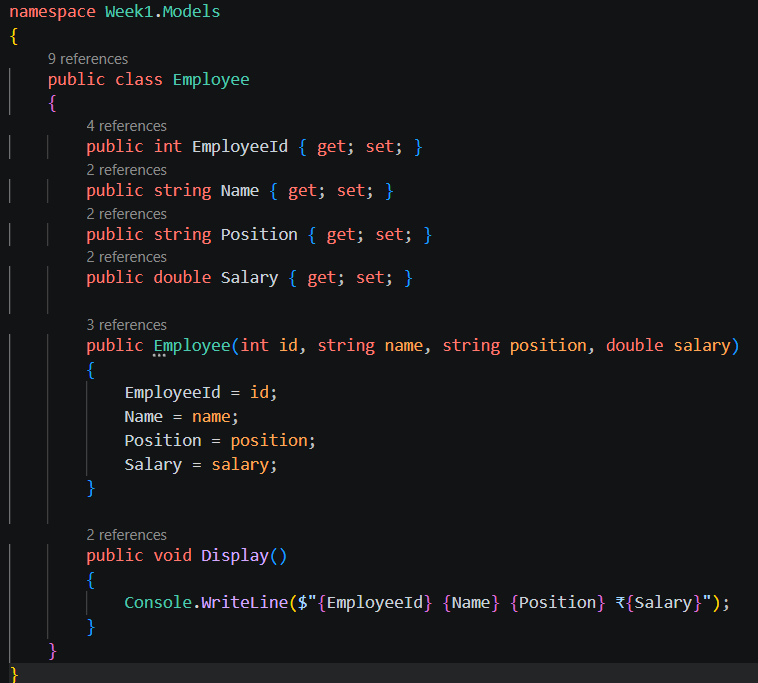 namespace Week1.Models
{
9 references
public class Employee
{
4 references
public int EmployeeId { get; set; }
2 references
public string Name { get; set; }
2 references
public string Position { get; set; }
2 references
public double Salary { get; set; }
3 references
public Employee(int id, string name, string position, double salary)
{
EmployeeId = id;
Name = name;
Position = position;
Salary = salary;
}
2 references
public void Display()
{
Console.WriteLine($"{EmployeeId} {Name} {Position} ₹{Salary}");
}
}
}